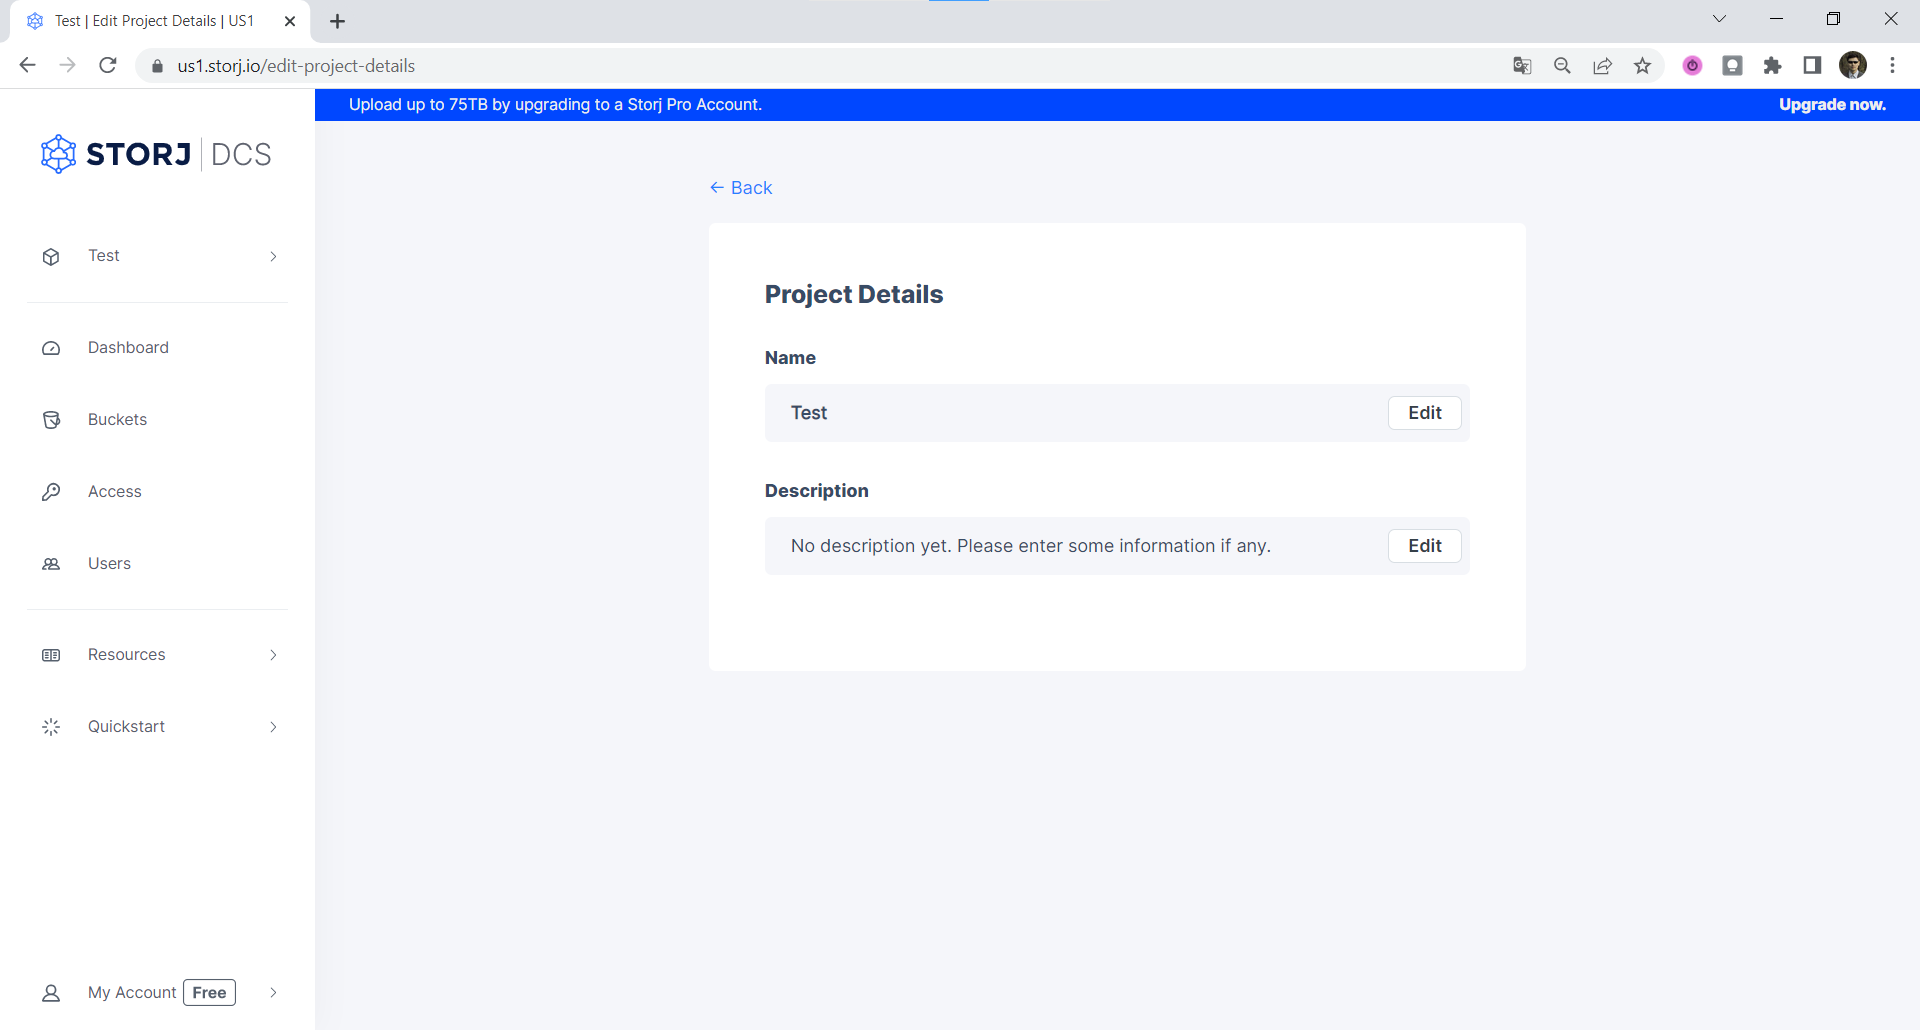 Test | Edit Project Details | US1
us1.storj.io/edit-project-details
Upload up to 75TB by upgrading to a Storj Pro Account.
Upgrade now.
STORJ DCS
Test
Dashboard
Buckets
Access
Users
Resources
Quickstart
My Account Free
← Back
Project Details
Name
Test
Edit
Description
No description yet. Please enter some information if any.
Edit